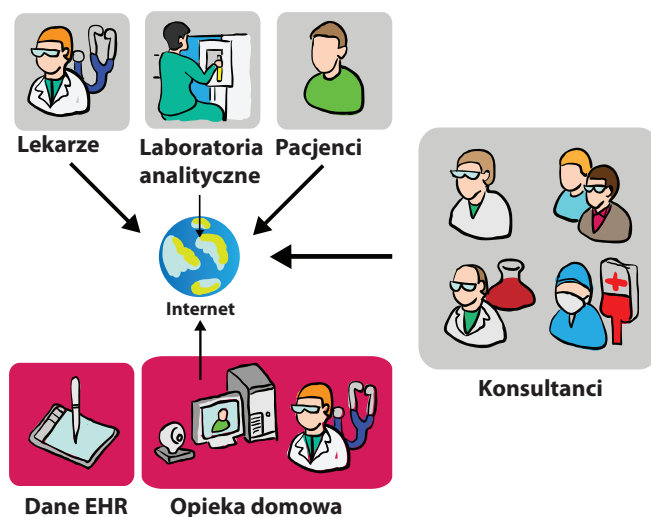 Lekarze
Laboratoria
analityczne
Pacjenci
Internet
Konsultanci
Dane EHR
Opieka domowa